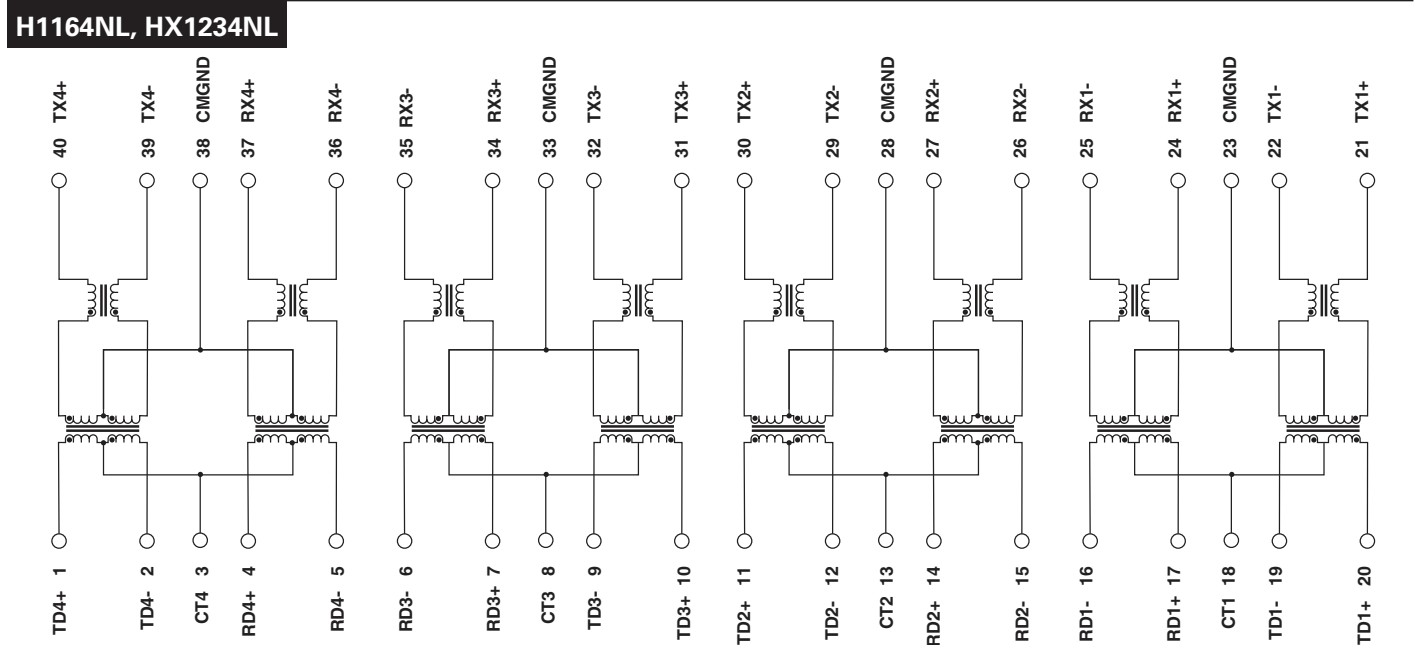 H1164NL, HX1234NL
40 TX4+
39 TX4-
38 CMGND
37 RX4+
36 RX4-
35 RX3-
34 RX3+
33 CMGND
32 TX3-
31 TX3+
30 TX2+
29 TX2-
28 CMGND
27 RX2+
26 RX2-
25 RX1-
24 RX1+
23 CMGND
22 TX1-
21 TX1+
TD4+ 1
TD4- 2
CT4 3
RD4+ 4
RD4- 5
RD3- 6
RD3+ 7
CT3 8
TD3- 9
TD3+ 10
TD2+ 11
TD2- 12
CT2 13
RD2+ 14
RD2- 15
RD1- 16
RD1+ 17
CT1 18
TD1- 19
TD1+ 20